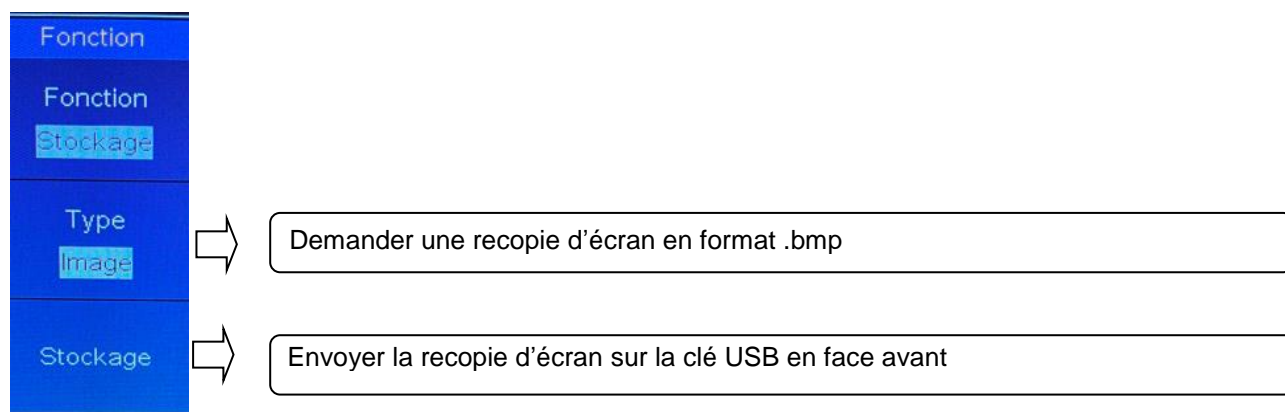 Fonction
Fonction
Stockage
Type
Image
Demander une recopie d’écran en format .bmp
Stockage
Envoyer la recopie d’écran sur la clé USB en face avant